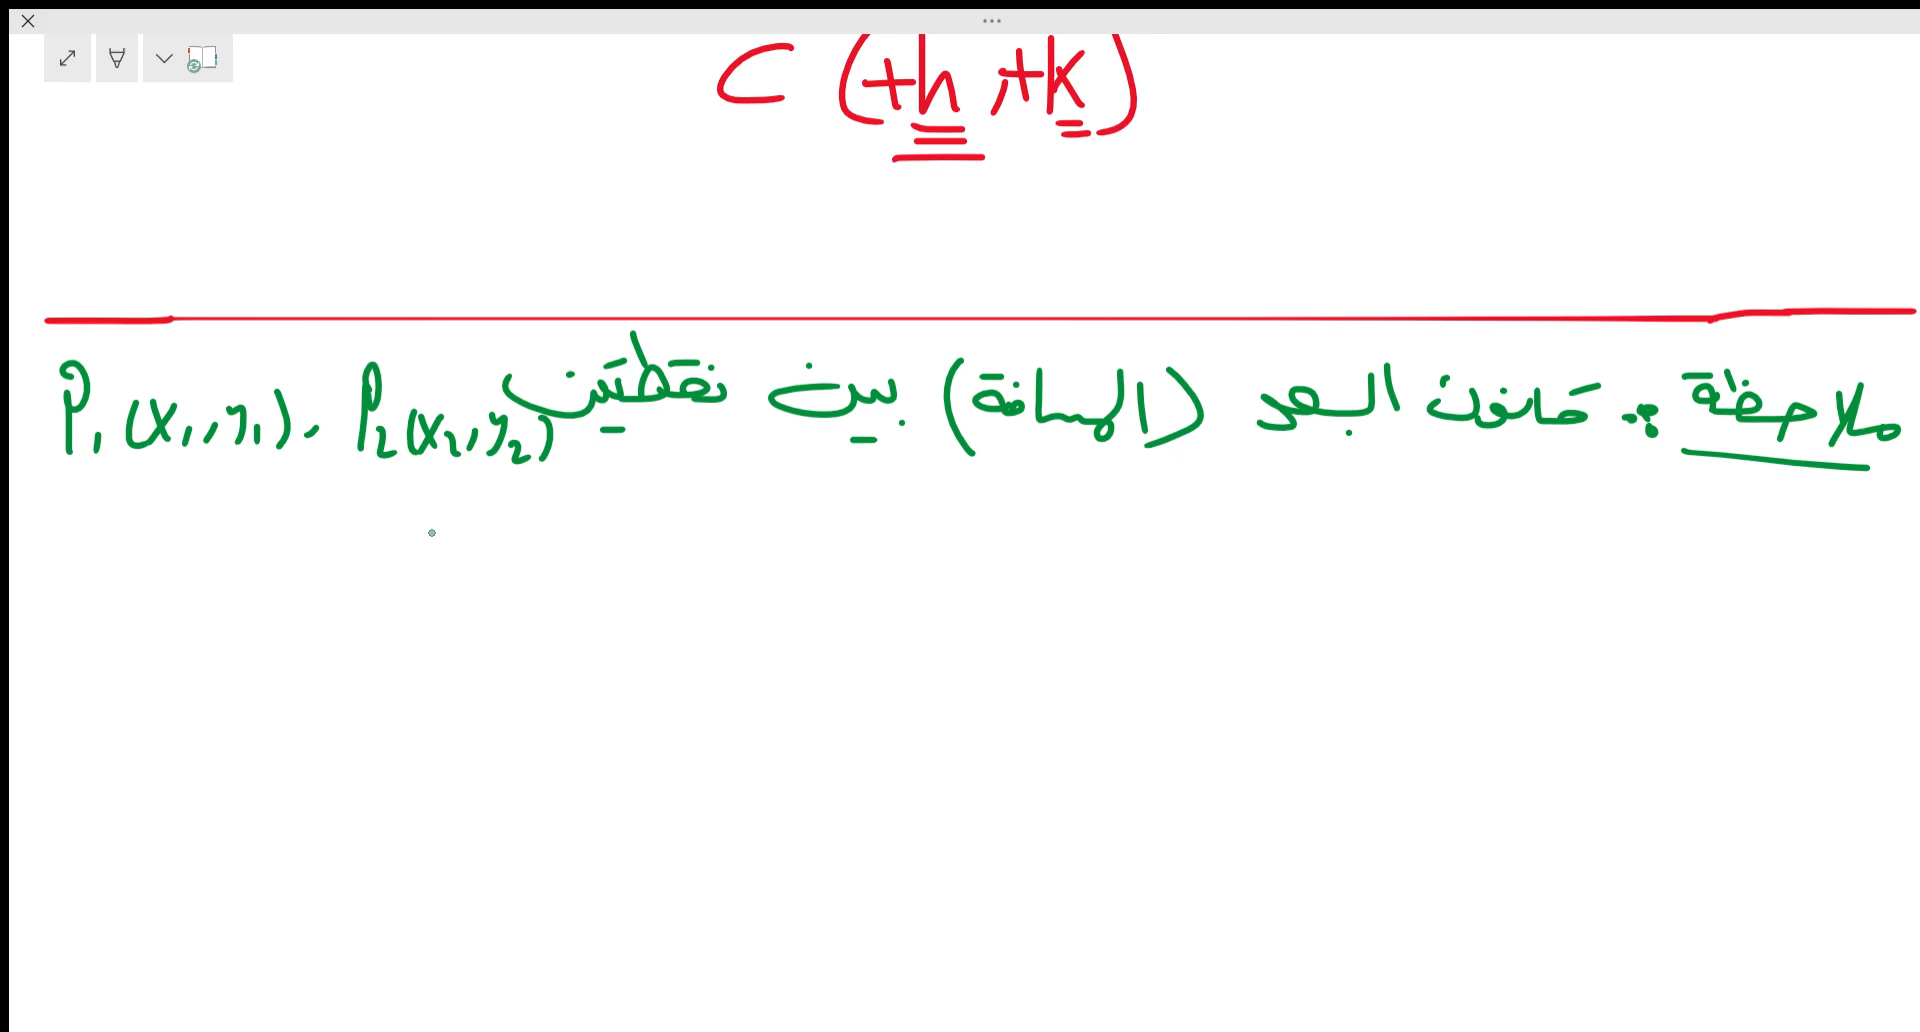 C (+h , +k)
ملاحظة : قانون البعد (المسافة) بين نقطتين P₂(x₂, y₂) . P₁(x₁, y₁)